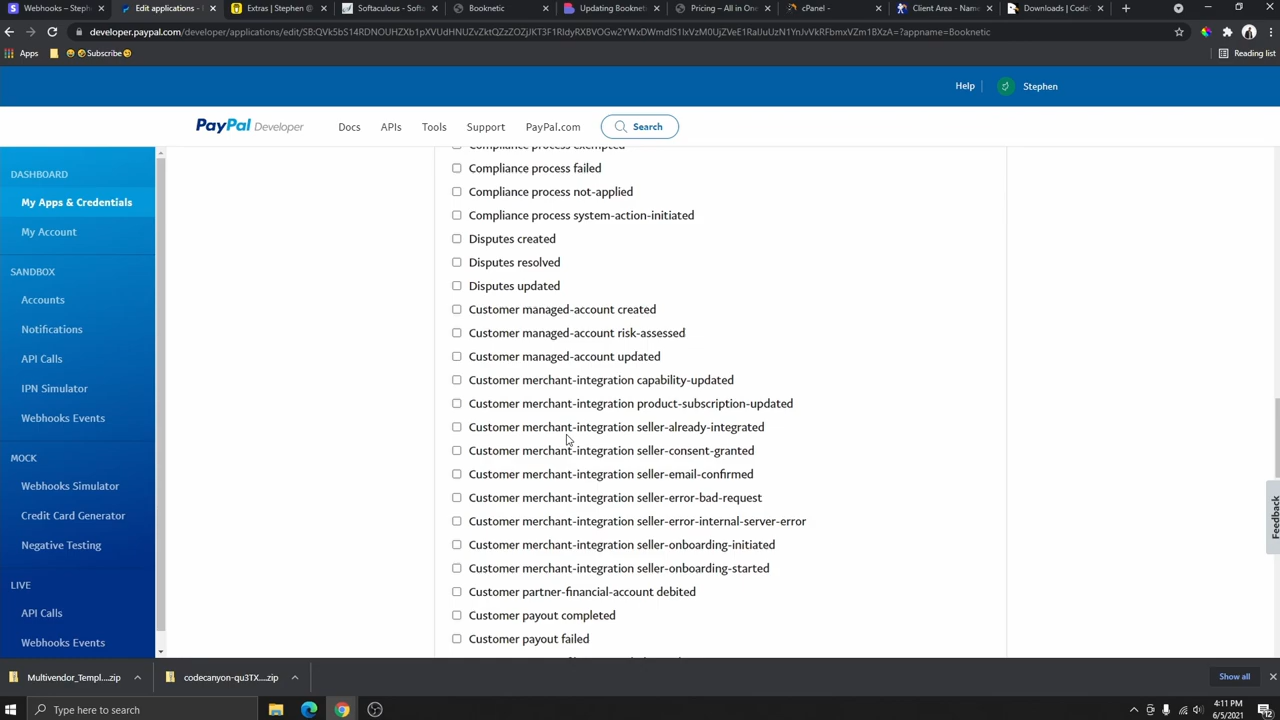 Webhooks – Step
Edit applications -
Extras | Stephen @
Softaculous - Softa
Booknetic
Updating Bookneti
Pricing – All in One
cPanel -
Client Area - Name
Downloads | Code
developer.paypal.com/developer/applications/edit/
?appname=Booknetic
Apps
Subscribe
Reading list
Help
Stephen
PayPal Developer
Docs
APIs
Tools
Support
PayPal.com
Search
DASHBOARD
My Apps & Credentials
My Account
SANDBOX
Accounts
Notifications
API Calls
IPN Simulator
Webhooks Events
MOCK
Webhooks Simulator
Credit Card Generator
Negative Testing
LIVE
API Calls
Webhooks Events
Compliance process exempted
Compliance process failed
Compliance process not-applied
Compliance process system-action-initiated
Disputes created
Disputes resolved
Disputes updated
Customer managed-account created
Customer managed-account risk-assessed
Customer managed-account updated
Customer merchant-integration capability-updated
Customer merchant-integration product-subscription-updated
Customer merchant-integration seller-already-integrated
Customer merchant-integration seller-consent-granted
Customer merchant-integration seller-email-confirmed
Customer merchant-integration seller-error-bad-request
Customer merchant-integration seller-error-internal-server-error
Customer merchant-integration seller-onboarding-initiated
Customer merchant-integration seller-onboarding-started
Customer partner-financial-account debited
Customer payout completed
Customer payout failed
Feedback
Multivendor_Templ....zip
codecanyon-qu3TX....zip
Show all
Type here to search
4:11 PM
6/5/2021